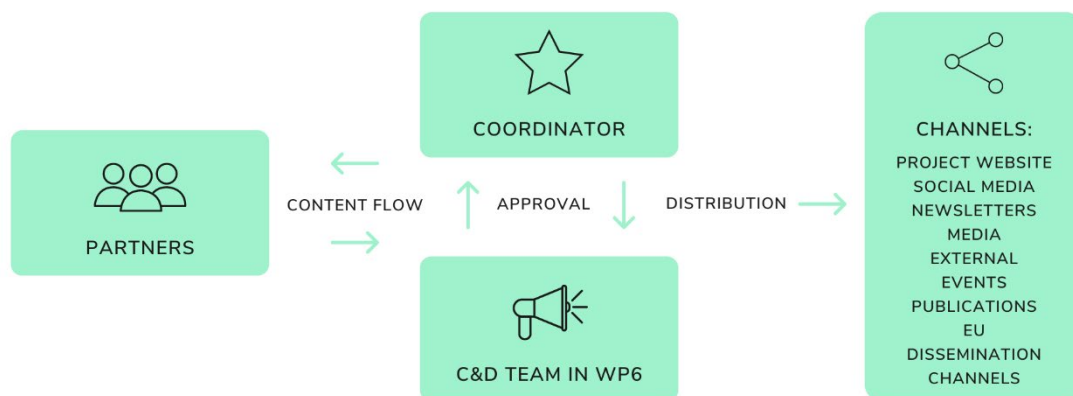 PARTNERS
CONTENT FLOW
COORDINATOR
APPROVAL
C&D TEAM IN WP6
DISTRIBUTION
CHANNELS:
PROJECT WEBSITE
SOCIAL MEDIA
NEWSLETTERS
MEDIA
EXTERNAL
EVENTS
PUBLICATIONS
EU
DISSEMINATION
CHANNELS